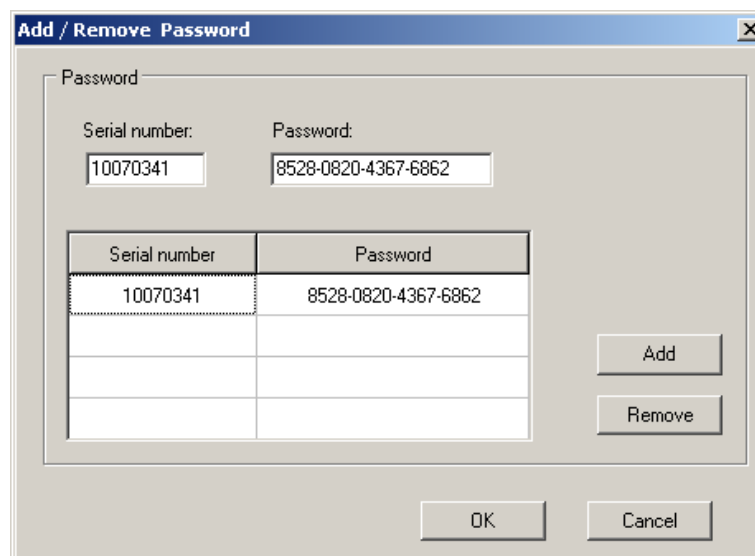 Add / Remove Password
Password
Serial number: Password:
10070341 8528-0820-4367-6862
Serial number Password
10070341 8528-0820-4367-6862
Add
Remove
OK Cancel